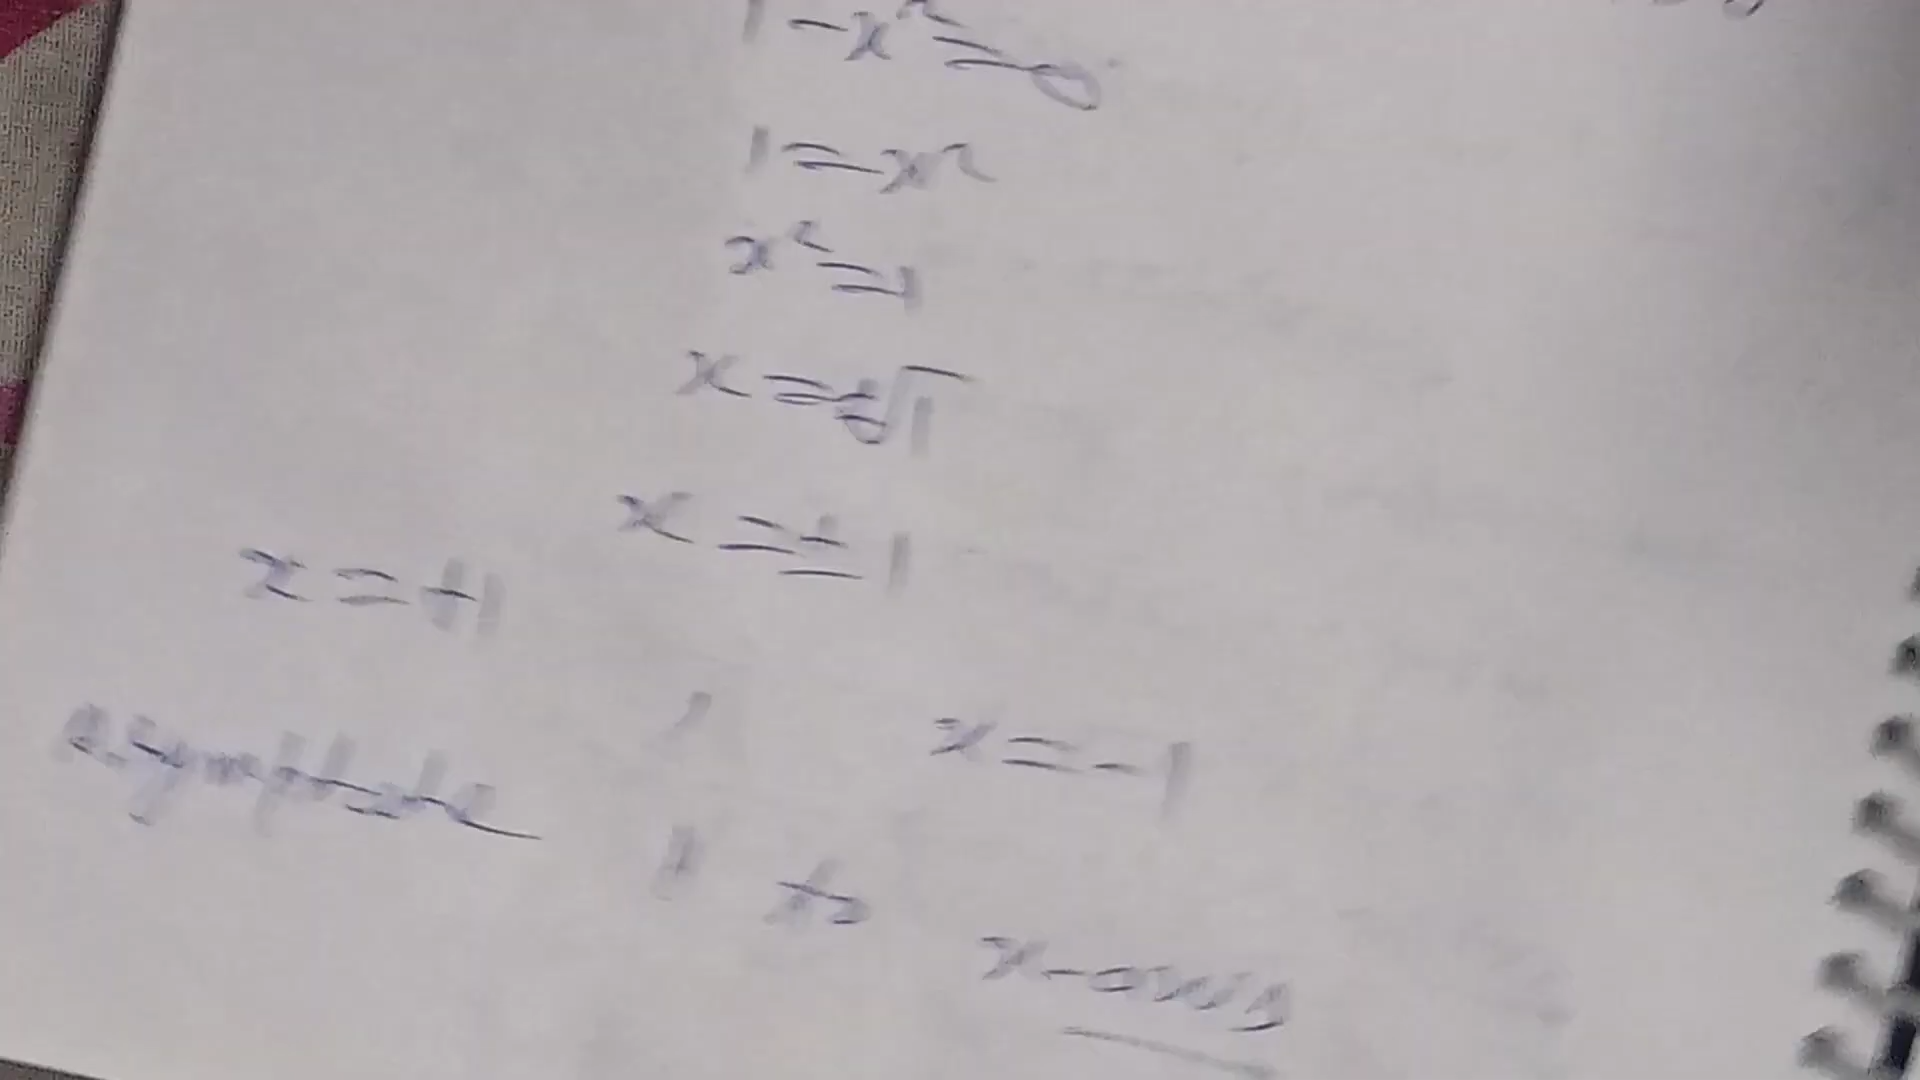 1 - x² = 0
1 = x²
x² = 1
x = ±√1
x = ± 1
x = +1
, x = -1
asymptote
to
x-axis